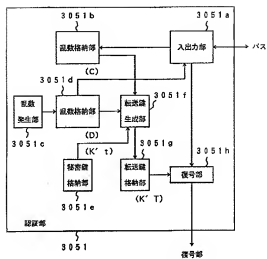 3051b
3051a
乱数格納部
入出力部
バス
3051d
(C)
3051f
乱数
発生部
乱数格納部
転送鍵
生成部
3051c
(D)
(K't)
3051g
3051h
秘密鍵
格納部
転送鍵
格納部
復号部
3051e
(K'T)
認証部
3051
復号部